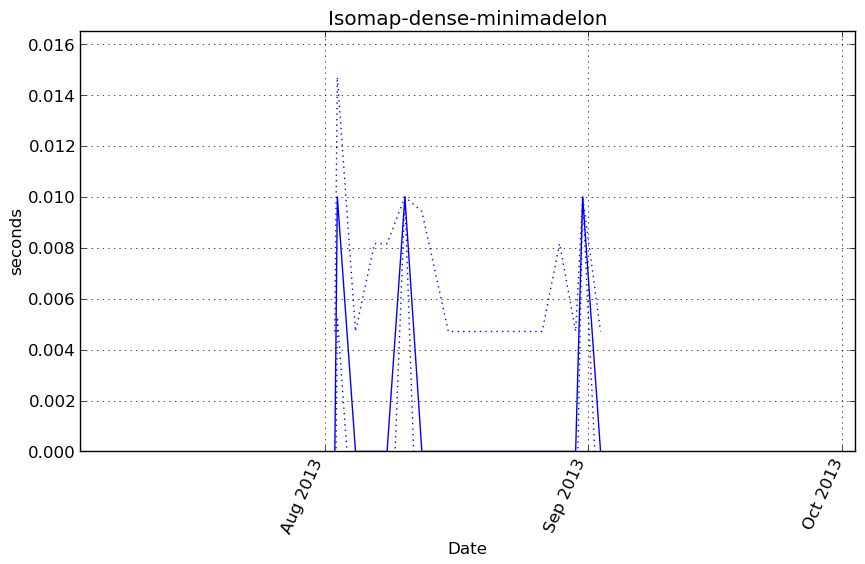 Isomap-dense-minimadelon
0.016
0.014
0.012
0.010
0.008
0.006
0.004
0.002
0.000
seconds
Aug 2013
Sep 2013
Oct 2013
Date